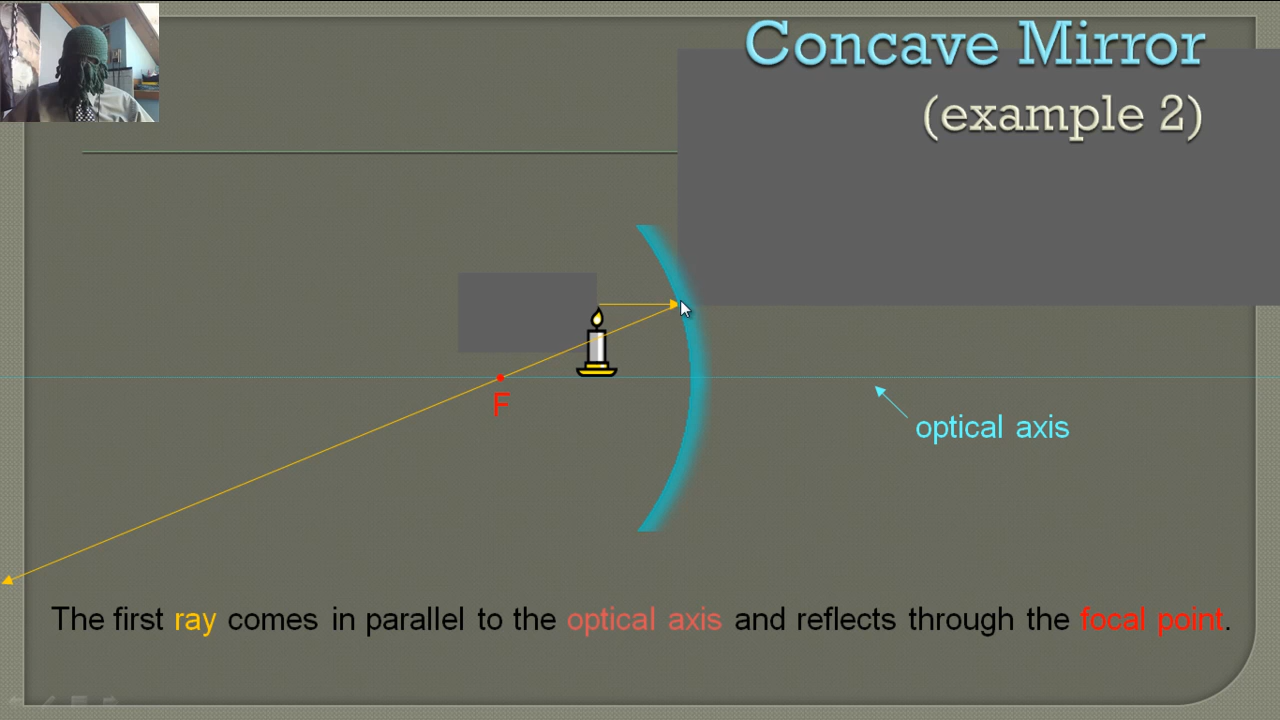 Concave Mirror
(example 2)
F
optical axis
The first ray comes in parallel to the optical axis and reflects through the focal point.